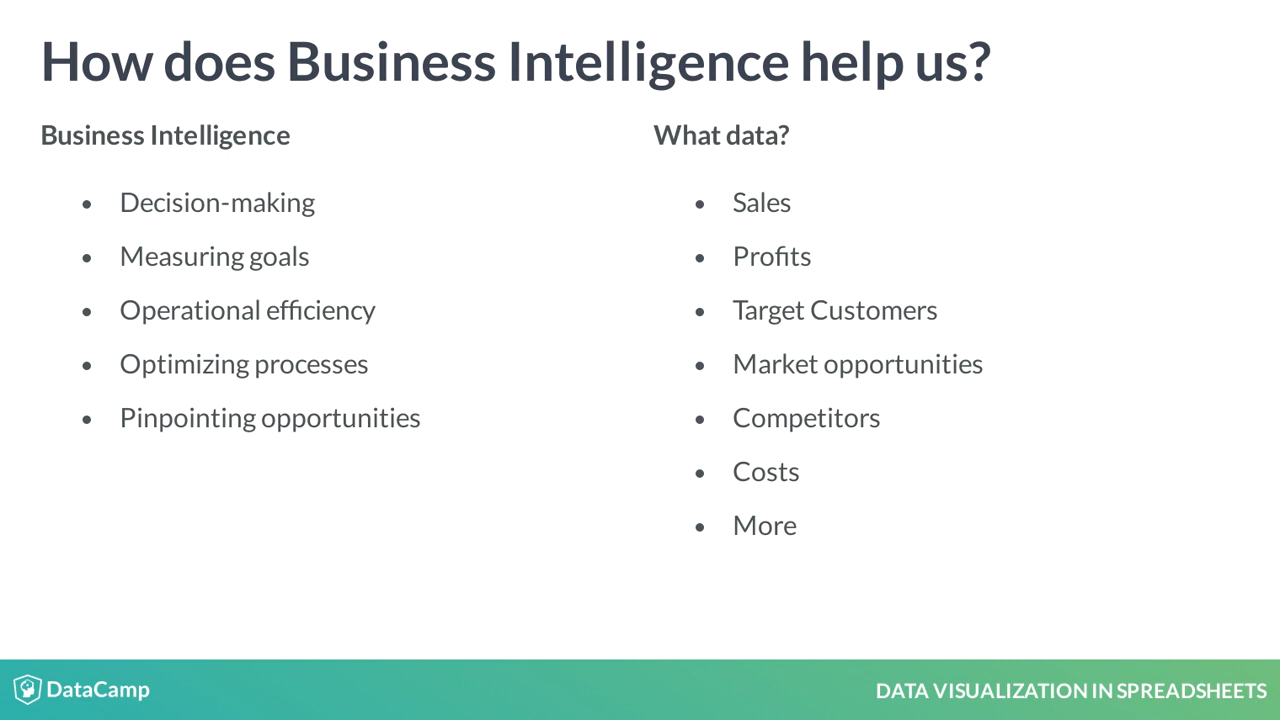 How does Business Intelligence help us?
Business Intelligence
• Decision-making
• Measuring goals
• Operational efficiency
• Optimizing processes
• Pinpointing opportunities
What data?
• Sales
• Profits
• Target Customers
• Market opportunities
• Competitors
• Costs
• More
DataCamp
DATA VISUALIZATION IN SPREADSHEETS